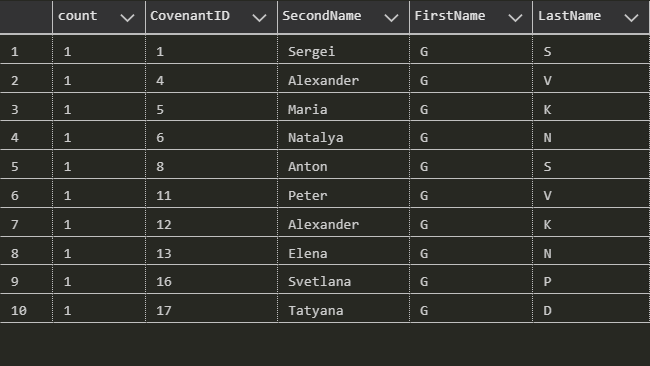 count CovenantID SecondName FirstName LastName
1 1 1 Sergei G S
2 1 4 Alexander G V
3 1 5 Maria G K
4 1 6 Natalya G N
5 1 8 Anton G S
6 1 11 Peter G V
7 1 12 Alexander G K
8 1 13 Elena G N
9 1 16 Svetlana G P
10 1 17 Tatyana G D